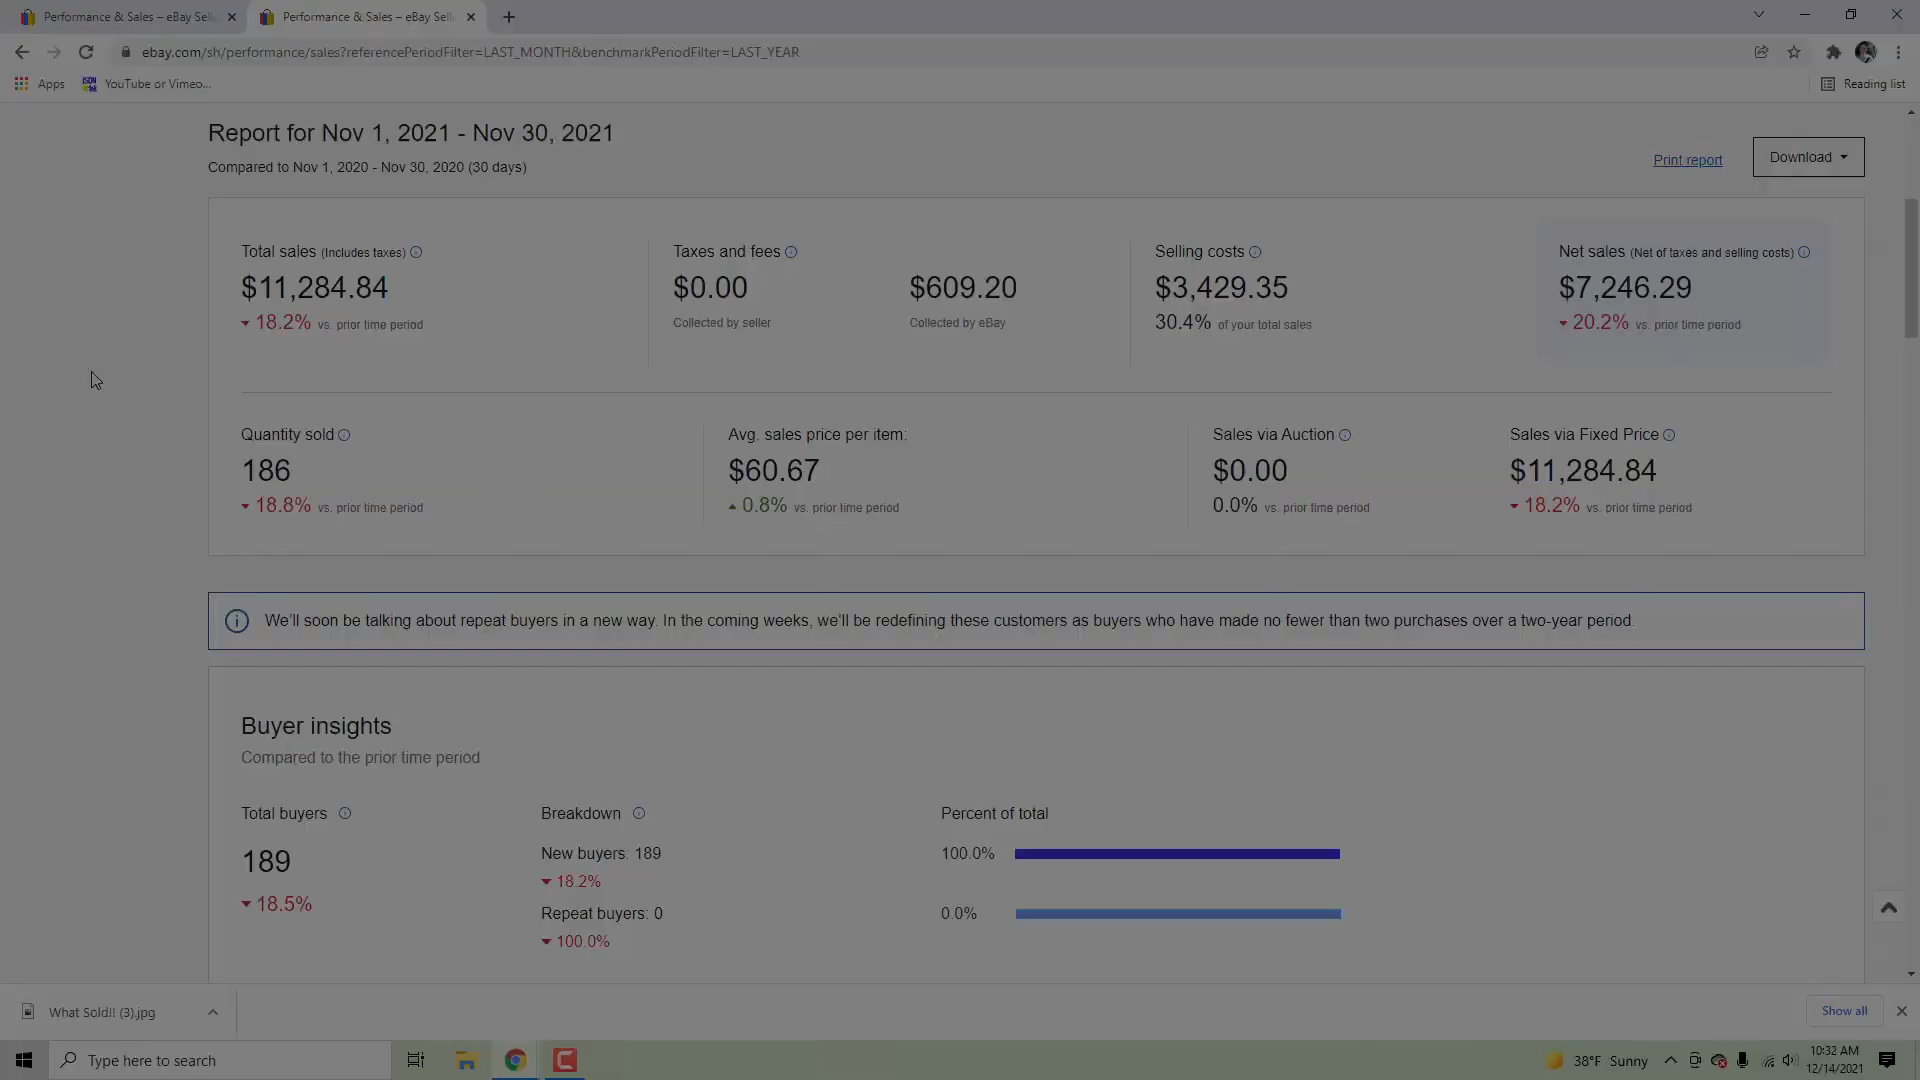 Performance & Sales – eBay Sell
Performance & Sales – eBay Sell
ebay.com/sh/performance/sales?referencePeriodFilter=LAST_MONTH&benchmarkPeriodFilter=LAST_YEAR
Apps
YouTube or Vimeo...
Reading list
Report for Nov 1, 2021 - Nov 30, 2021
Compared to Nov 1, 2020 - Nov 30, 2020 (30 days)
Print report
Download
Total sales (Includes taxes)
$11,284.84
18.2% vs. prior time period
Taxes and fees
$0.00
Collected by seller
$609.20
Collected by eBay
Selling costs
$3,429.35
30.4% of your total sales
Net sales (Net of taxes and selling costs)
$7,246.29
20.2% vs. prior time period
Quantity sold
186
18.8% vs. prior time period
Avg. sales price per item:
$60.67
0.8% vs. prior time period
Sales via Auction
$0.00
0.0% vs. prior time period
Sales via Fixed Price
$11,284.84
18.2% vs. prior time period
We'll soon be talking about repeat buyers in a new way. In the coming weeks, we'll be redefining these customers as buyers who have made no fewer than two purchases over a two-year period.
Buyer insights
Compared to the prior time period
Total buyers
189
18.5%
Breakdown
New buyers: 189
18.2%
Repeat buyers: 0
100.0%
Percent of total
100.0%
0.0%
What Sold!! (3).jpg
Show all
Type here to search
38°F Sunny
10:32 AM
12/14/2021